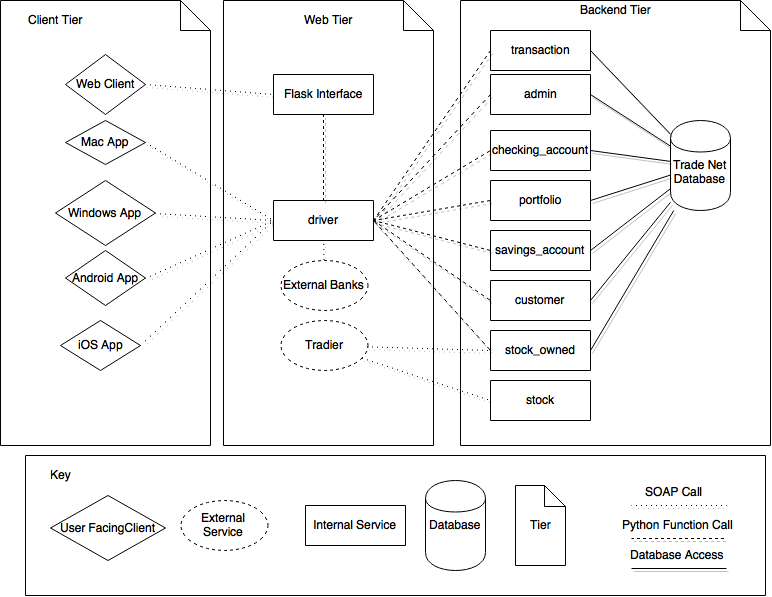 Client Tier
Web Tier
Backend Tier
Web Client
Mac App
Windows App
Android App
iOS App
Flask Interface
driver
External Banks
Tradier
transaction
admin
checking_account
portfolio
savings_account
customer
stock_owned
stock
Trade Net
Database
Key
User FacingClient
External
Service
Internal Service
Database
Tier
SOAP Call
Python Function Call
Database Access